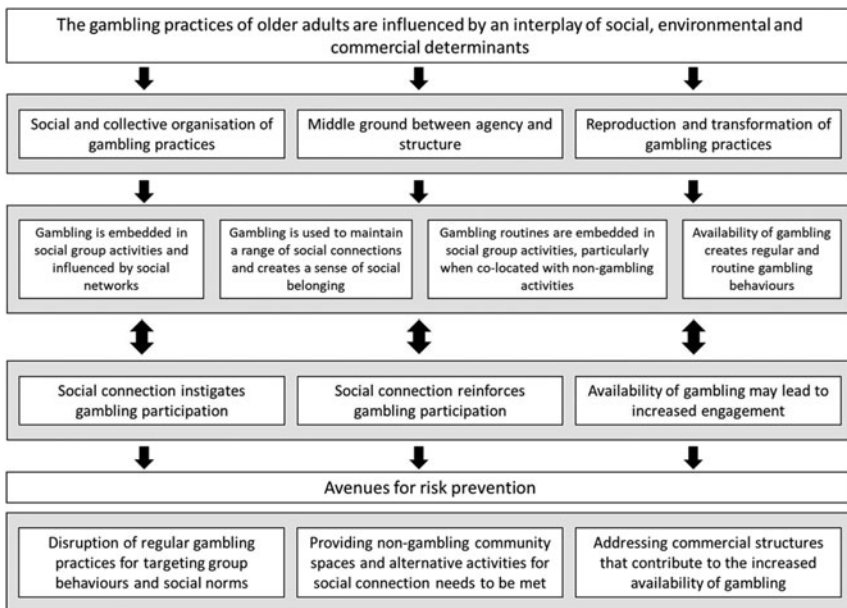 The gambling practices of older adults are influenced by an interplay of social, environmental and
commercial determinants
Social and collective organisation of
gambling practices
Middle ground between agency and
structure
Reproduction and transformation of
gambling practices
Gambling is embedded in
social group activities and
influenced by social
networks
Gambling is used to maintain
a range of social connections
and creates a sense of social
belonging
Gambling routines are embedded in
social group activities, particularly
when co-located with non-gambling
activities
Availability of gambling
creates regular and
routine gambling
behaviours
Social connection instigates
gambling participation
Social connection reinforces
gambling participation
Availability of gambling may lead to
increased engagement
Avenues for risk prevention
Disruption of regular gambling
practices for targeting group
behaviours and social norms
Providing non-gambling community
spaces and alternative activities for
social connection needs to be met
Addressing commercial structures
that contribute to the increased
availability of gambling